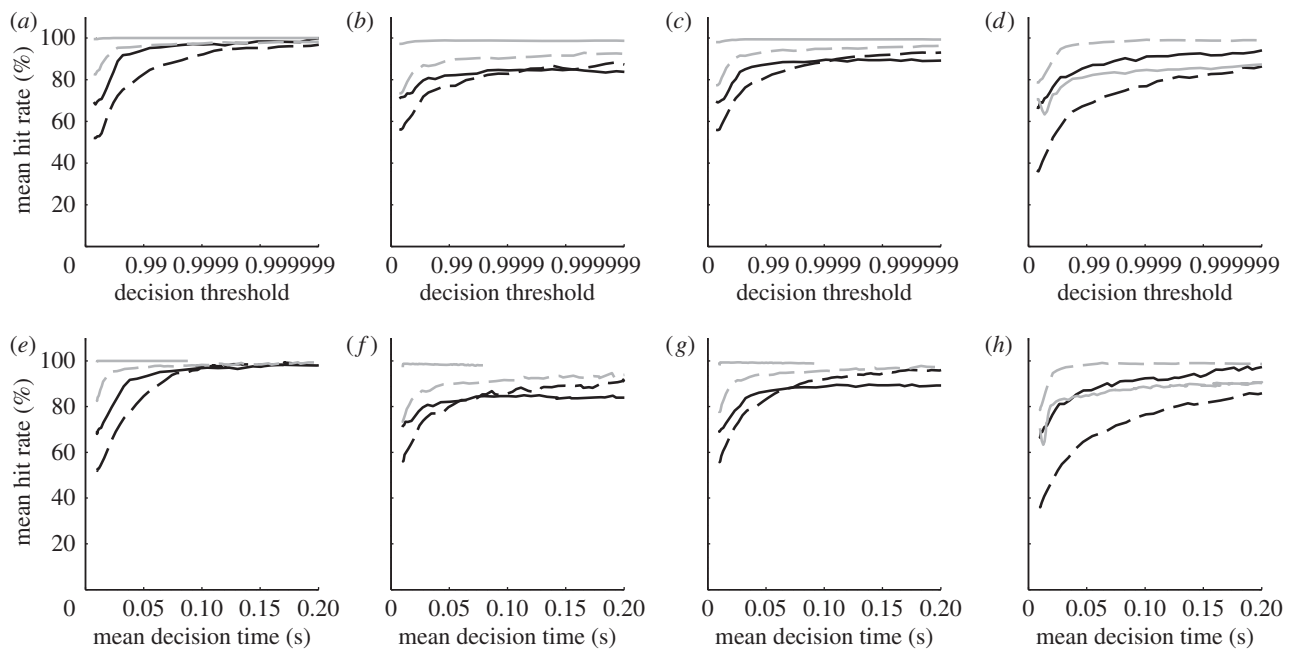 (a) (b) (c) (d)
mean hit rate (%)
100
80
60
40
20
0 0.99 0.9999 0.999999 0 0.99 0.9999 0.999999 0 0.99 0.9999 0.999999 0 0.99 0.9999 0.999999
decision threshold decision threshold decision threshold decision threshold
(e) (f) (g) (h)
mean hit rate (%)
100
80
60
40
20
0 0.05 0.10 0.15 0.20 0 0.05 0.10 0.15 0.20 0 0.05 0.10 0.15 0.20 0 0.05 0.10 0.15 0.20
mean decision time (s) mean decision time (s) mean decision time (s) mean decision time (s)